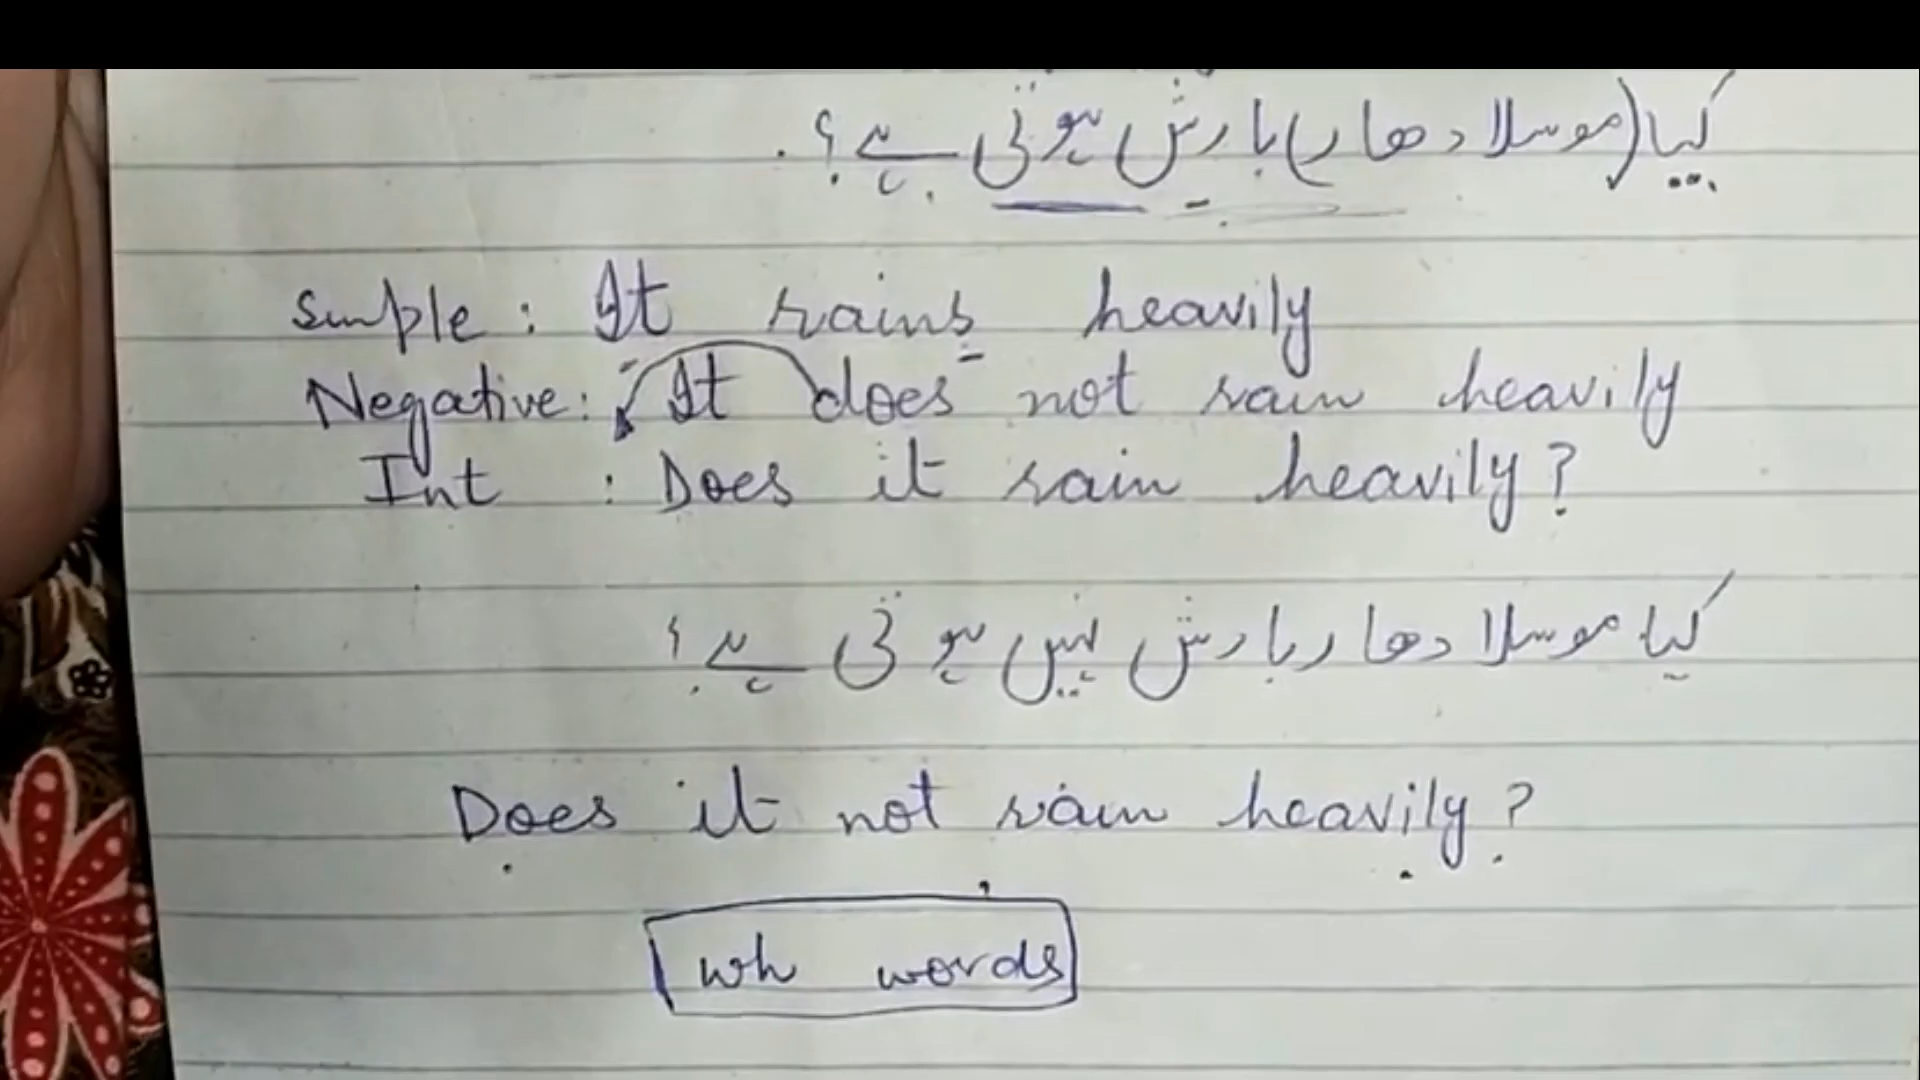 کیا (موسلا دھار) بارش ہوتی ہے؟
Simple: It rains heavily
Negative: It does not rain heavily
Int : Does it rain heavily?
کیا موسلا دھار بارش نہیں ہوتی ہے؟
Does it not rain heavily?
wh words